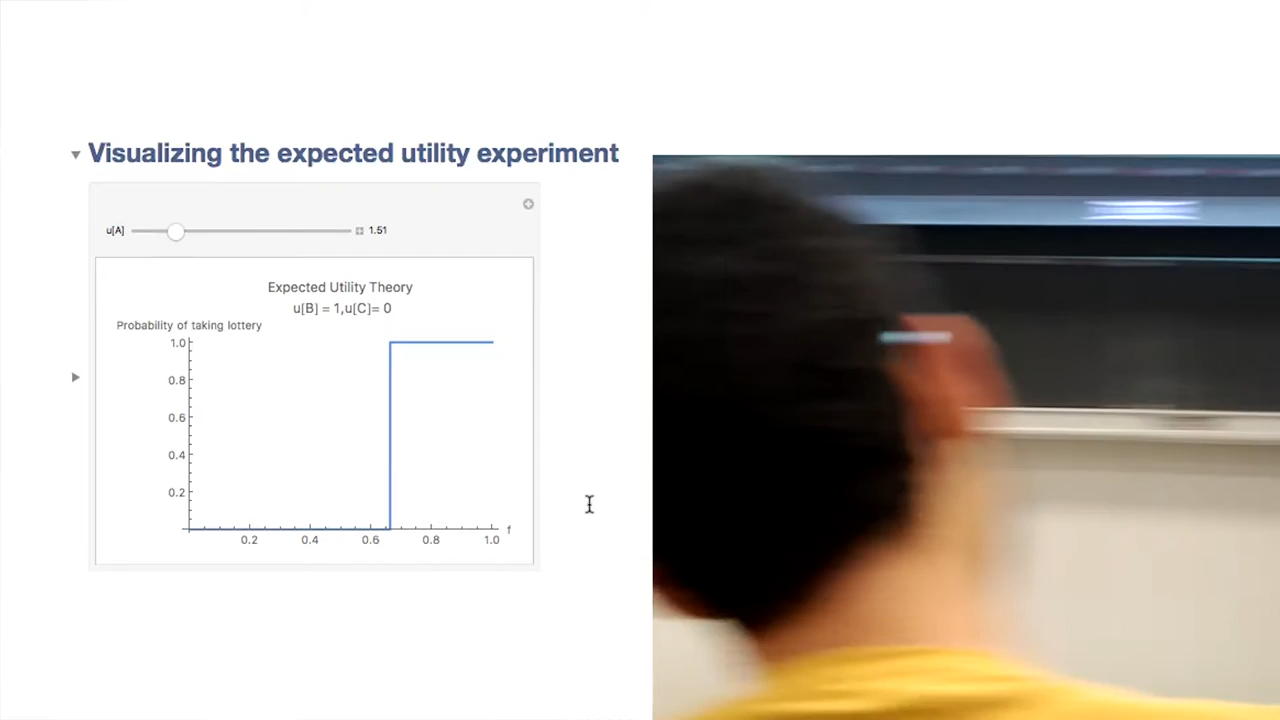 Visualizing the expected utility experiment
u[A] 1.51
Expected Utility Theory
u[B] = 1,u[C]= 0
Probability of taking lottery
1.0
0.8
0.6
0.4
0.2
0.2 0.4 0.6 0.8 1.0 f